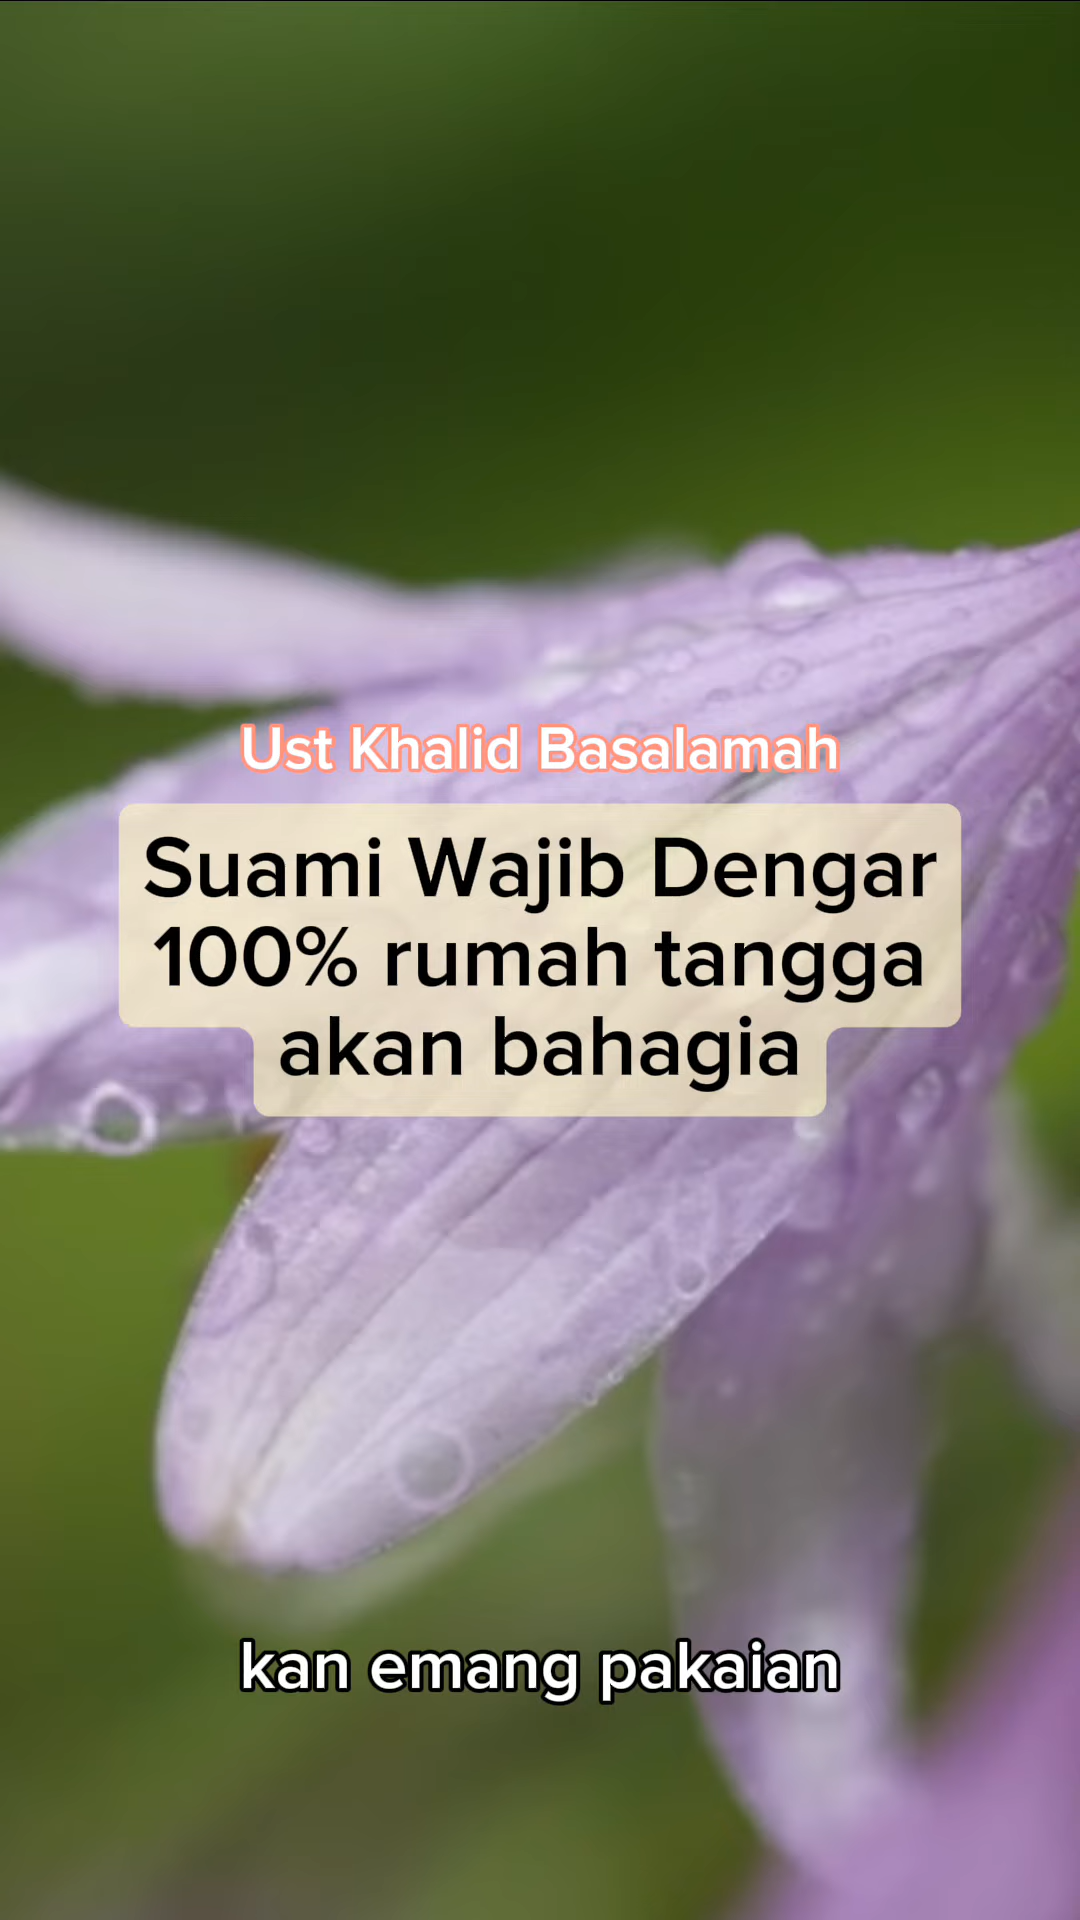 Ust Khalid Basalamah
Suami Wajib Dengar
100% rumah tangga
akan bahagia
kan emang pakaian